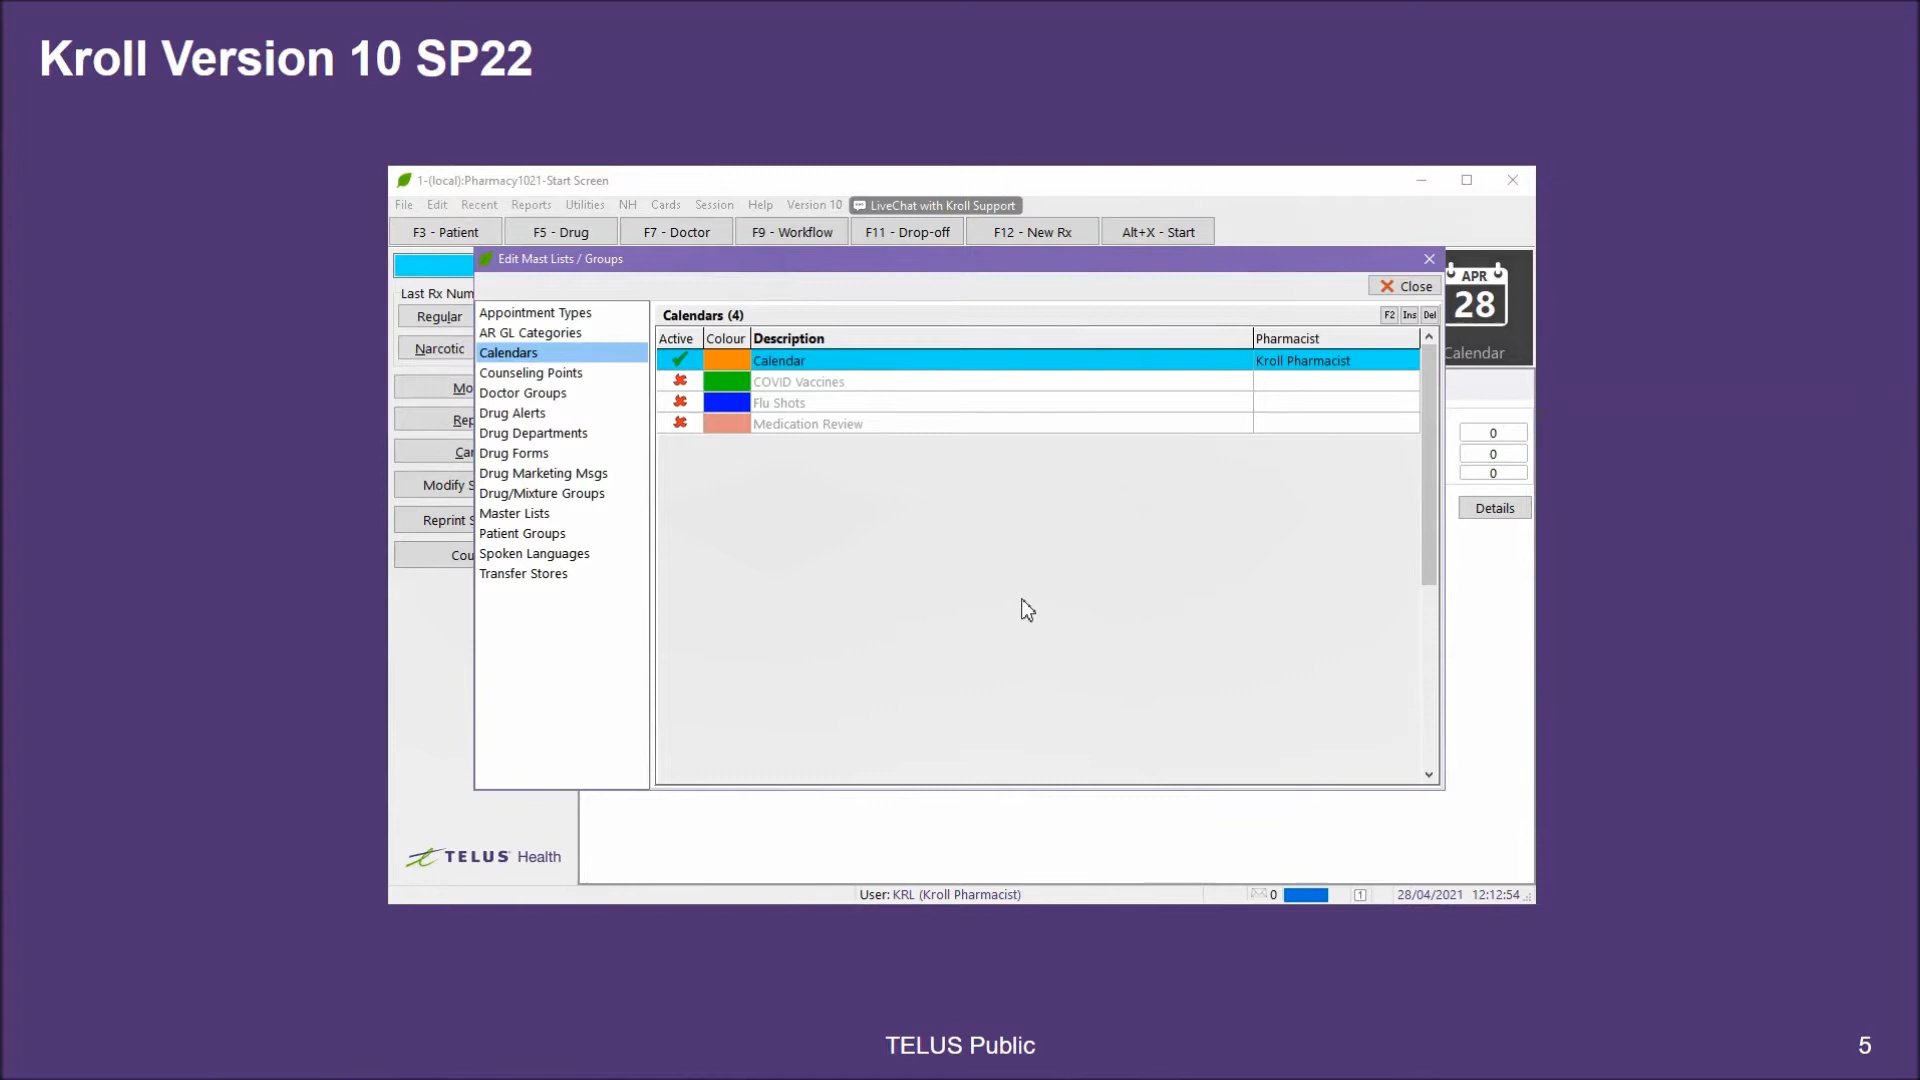 Kroll Version 10 SP22
1-(local):Pharmacy1021-Start Screen
File Edit Recent Reports Utilities NH Cards Session Help Version 10 LiveChat with Kroll Support
F3 - Patient F5 - Drug F7 - Doctor F9 - Workflow F11 - Drop-off F12 - New Rx Alt+X - Start
Edit Mast Lists / Groups
Close
Last Rx Num
Regular
Narcotic
Mo
Rep
Car
Modify S
Reprint S
Cou
Appointment Types
AR GL Categories
Calendars
Counseling Points
Doctor Groups
Drug Alerts
Drug Departments
Drug Forms
Drug Marketing Msgs
Drug/Mixture Groups
Master Lists
Patient Groups
Spoken Languages
Transfer Stores
Calendars (4) F2 Ins Del
Active Colour Description Pharmacist
Calendar Kroll Pharmacist
COVID Vaccines
Flu Shots
Medication Review
APR
28
Calendar
0
0
0
Details
TELUS Health
User: KRL (Kroll Pharmacist) 0 1 28/04/2021 12:12:54
TELUS Public
5